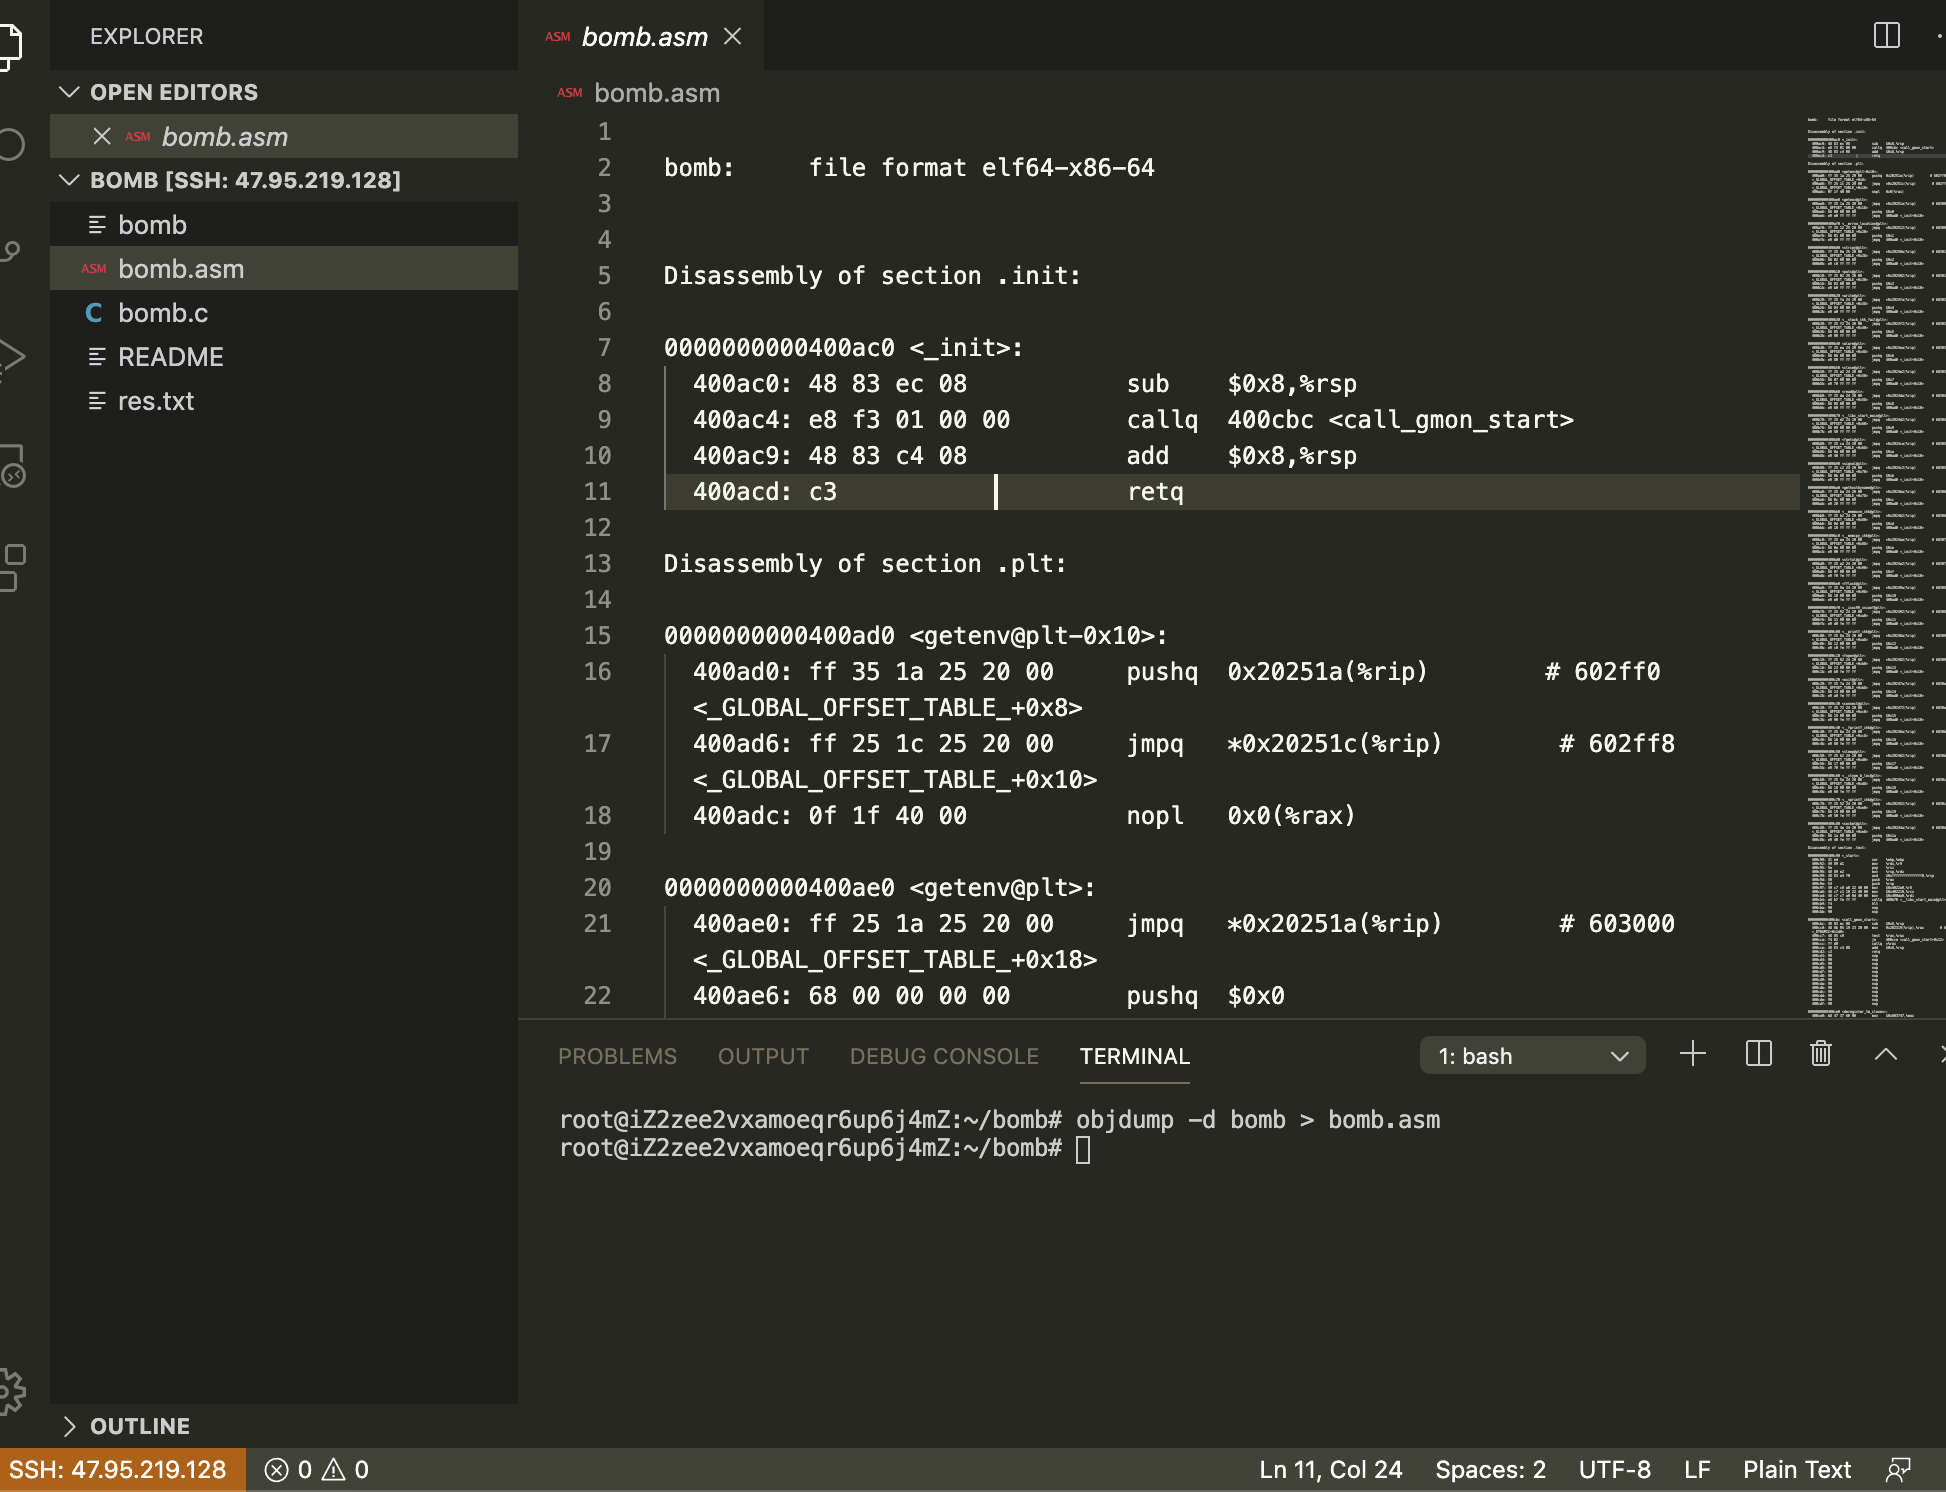 EXPLORER
OPEN EDITORS
ASM bomb.asm
BOMB [SSH: 47.95.219.128]
bomb
ASM bomb.asm
C bomb.c
README
res.txt
OUTLINE
ASM bomb.asm
ASM bomb.asm
1
2 bomb:     file format elf64-x86-64
3
4
5 Disassembly of section .init:
6
7 0000000000400ac0 <_init>:
8   400ac0: 48 83 ec 08           sub    $0x8,%rsp
9   400ac4: e8 f3 01 00 00        callq  400cbc <call_gmon_start>
10   400ac9: 48 83 c4 08           add    $0x8,%rsp
11   400acd: c3                    retq
12
13 Disassembly of section .plt:
14
15 0000000000400ad0 <getenv@plt-0x10>:
16   400ad0: ff 35 1a 25 20 00     pushq  0x20251a(%rip)        # 602ff0
<_GLOBAL_OFFSET_TABLE_+0x8>
17   400ad6: ff 25 1c 25 20 00     jmpq   *0x20251c(%rip)        # 602ff8
<_GLOBAL_OFFSET_TABLE_+0x10>
18   400adc: 0f 1f 40 00           nopl   0x0(%rax)
19
20 0000000000400ae0 <getenv@plt>:
21   400ae0: ff 25 1a 25 20 00     jmpq   *0x20251a(%rip)        # 603000
<_GLOBAL_OFFSET_TABLE_+0x18>
22   400ae6: 68 00 00 00 00        pushq  $0x0
PROBLEMS OUTPUT DEBUG CONSOLE TERMINAL 1: bash
root@iZ2zee2vxamoeqr6up6j4mZ:~/bomb# objdump -d bomb > bomb.asm
root@iZ2zee2vxamoeqr6up6j4mZ:~/bomb#
SSH: 47.95.219.128 0 0 Ln 11, Col 24 Spaces: 2 UTF-8 LF Plain Text